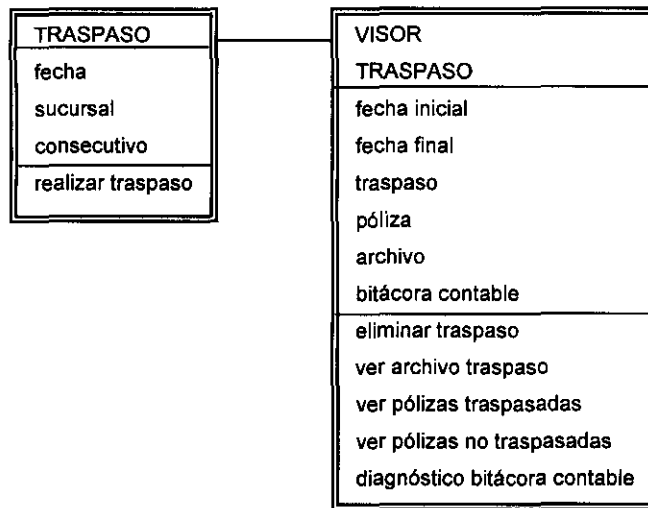 TRASPASO
fecha
sucursal
consecutivo
realizar traspaso
VISOR
TRASPASO
fecha inicial
fecha final
traspaso
póliza
archivo
bitácora contable
eliminar traspaso
ver archivo traspaso
ver pólizas traspasadas
ver pólizas no traspasadas
diagnóstico bitácora contable